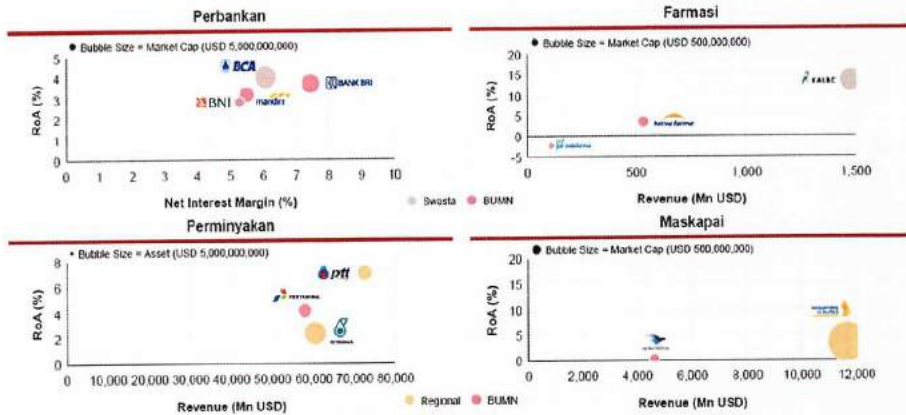 Perbankan
● Bubble Size = Market Cap (USD 5,000,000,000)
RoA (%)
5
4
3
2
1
0
BCA
BANK BRI
BNI
mandiri
0 1 2 3 4 5 6 7 8 9 10
Net Interest Margin (%)
Farmasi
● Bubble Size = Market Cap (USD 500,000,000)
RoA (%)
20
15
10
5
0
-5
KALBE
kimia farma
500 1,000 1,500
Revenue (Mn USD)
Swasta BUMN
Perminyakan
• Bubble Size = Asset (USD 5,000,000,000)
RoA (%)
8
6
4
2
0
ptt
PERTAMINA
PETRONAS
0 10,000 20,000 30,000 40,000 50,000 60,000 70,000 80,000
Revenue (Mn USD)
Maskapai
● Bubble Size = Market Cap (USD 500,000,000)
RoA (%)
20
15
10
5
0
0 2,000 4,000 6,000 8,000 10,000 12,000
Revenue (Mn USD)
Regional BUMN